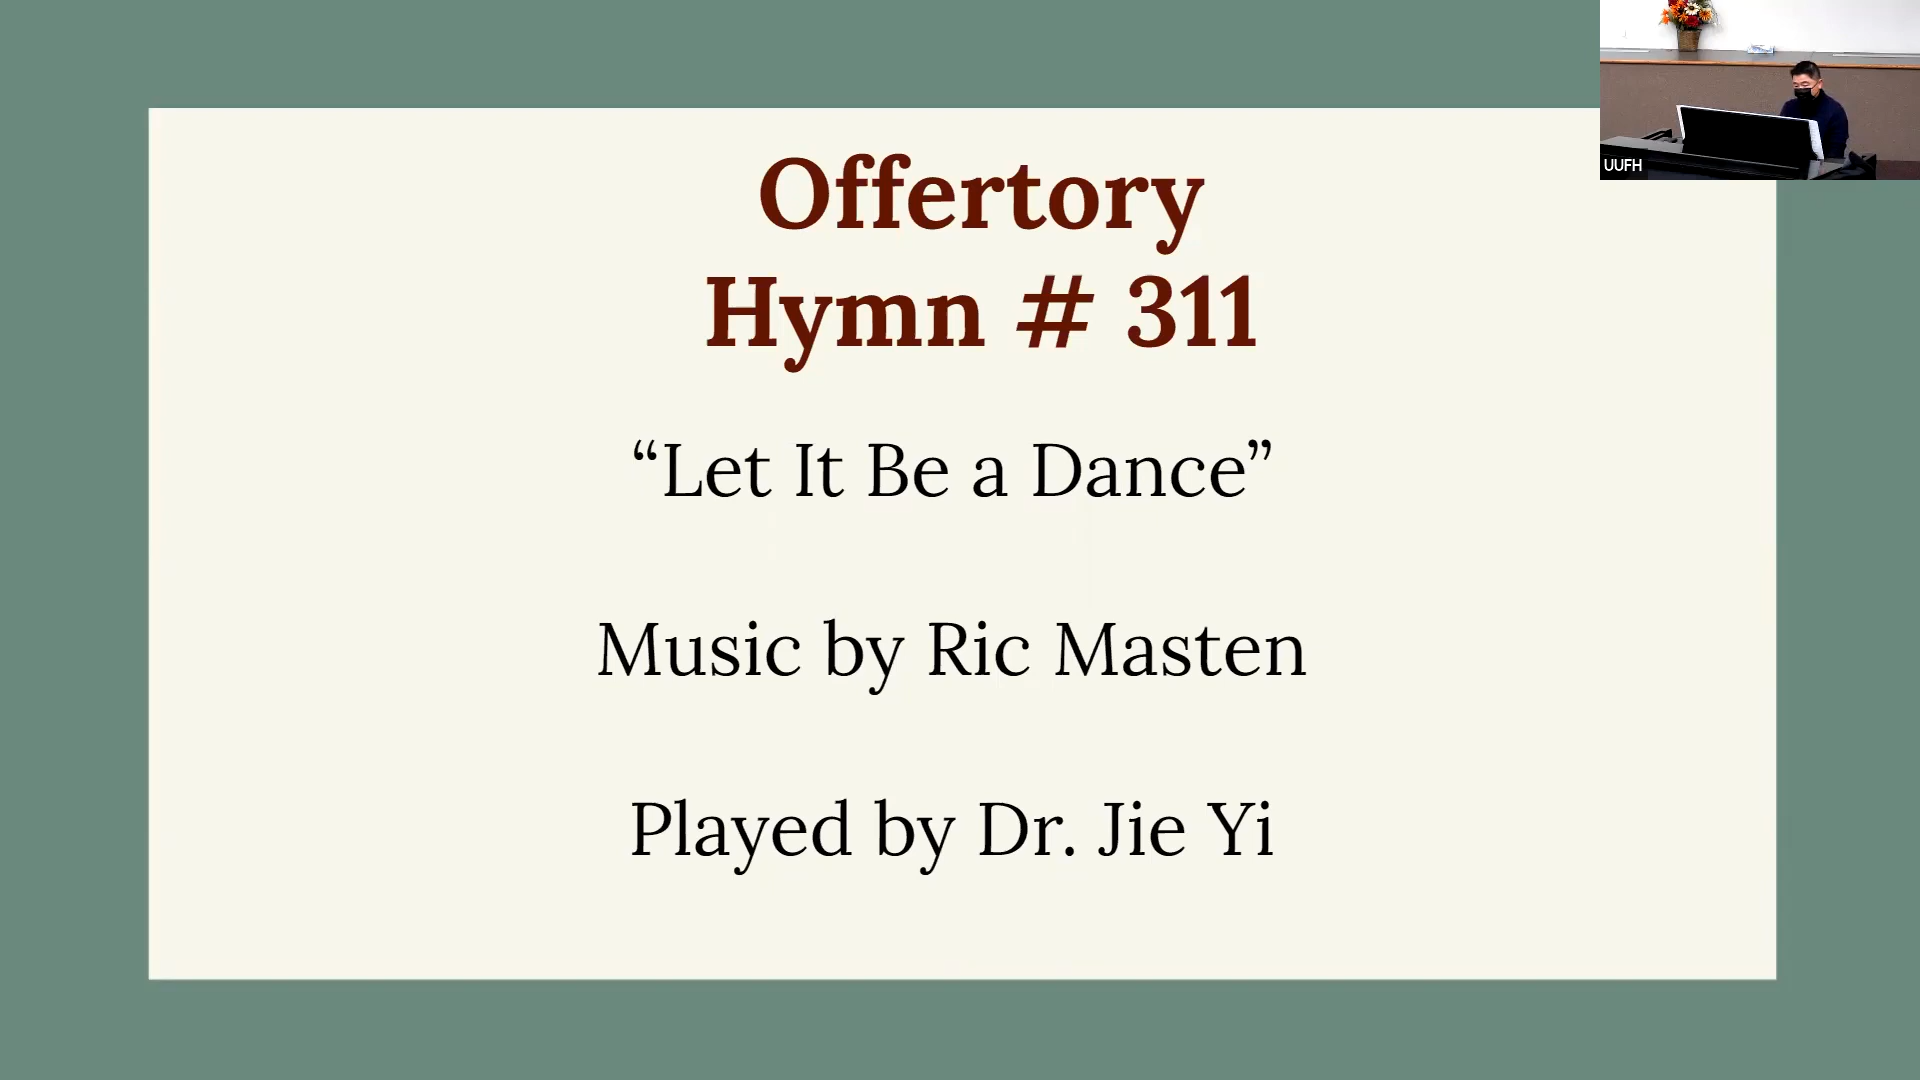 Offertory
Hymn # 311
“Let It Be a Dance”
Music by Ric Masten
Played by Dr. Jie Yi
UUFH